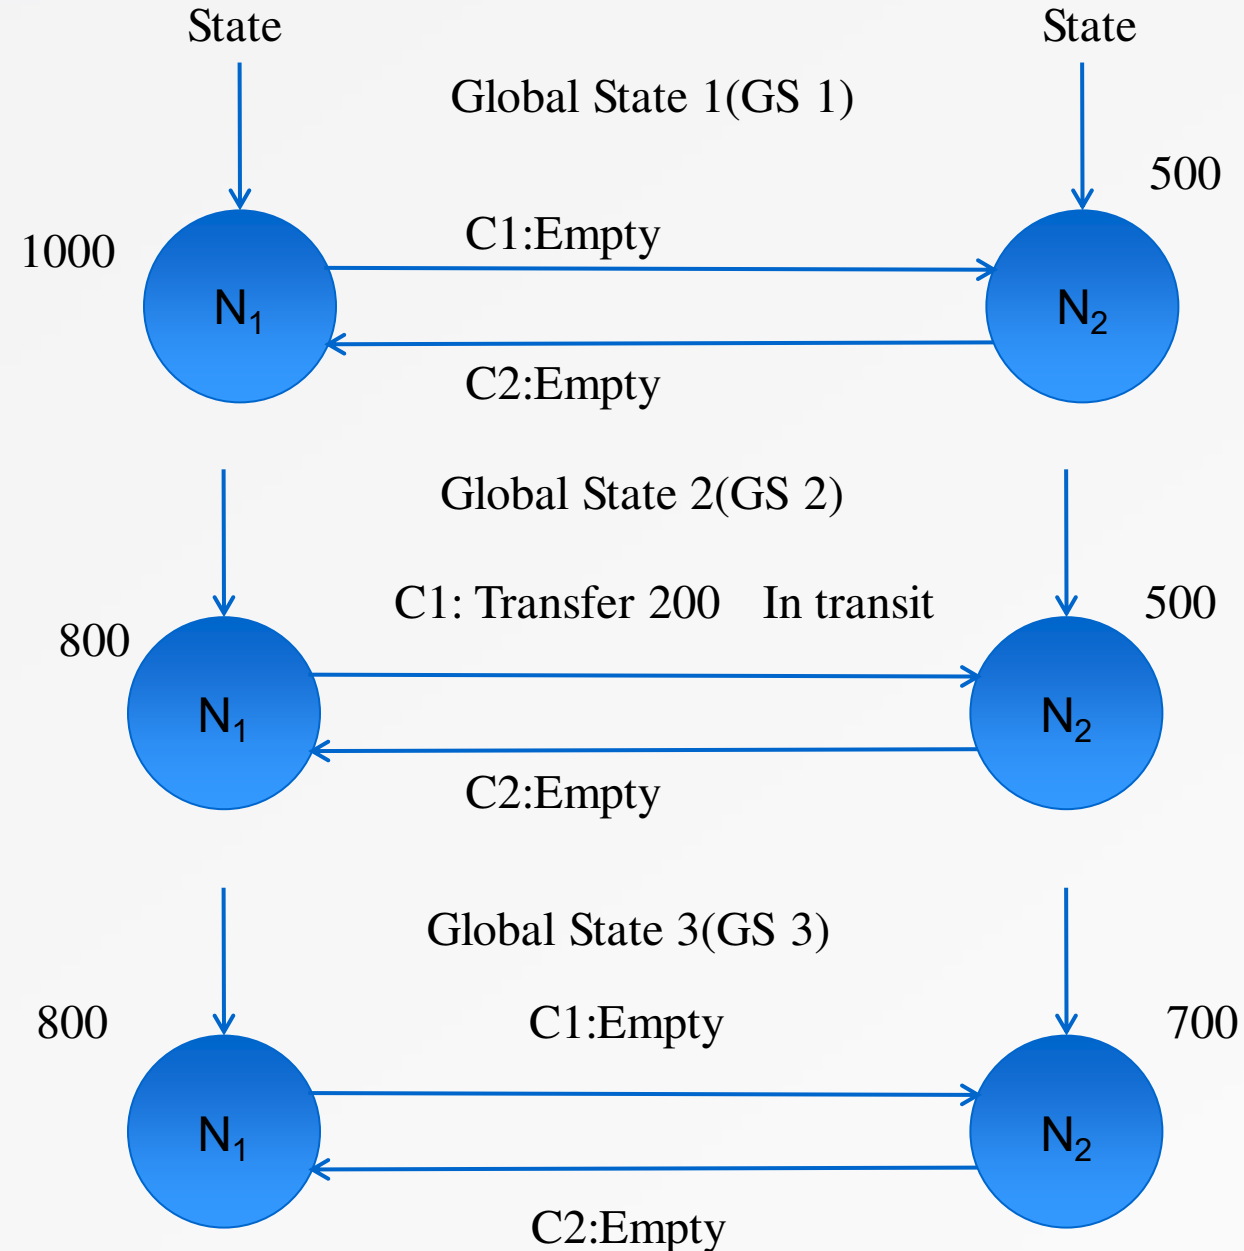 State State
Global State 1(GS 1)
500
C1:Empty
1000
N₁ N₂
C2:Empty
Global State 2(GS 2)
C1: Transfer 200 In transit 500
800
N₁ N₂
C2:Empty
Global State 3(GS 3)
800 C1:Empty 700
N₁ N₂
C2:Empty